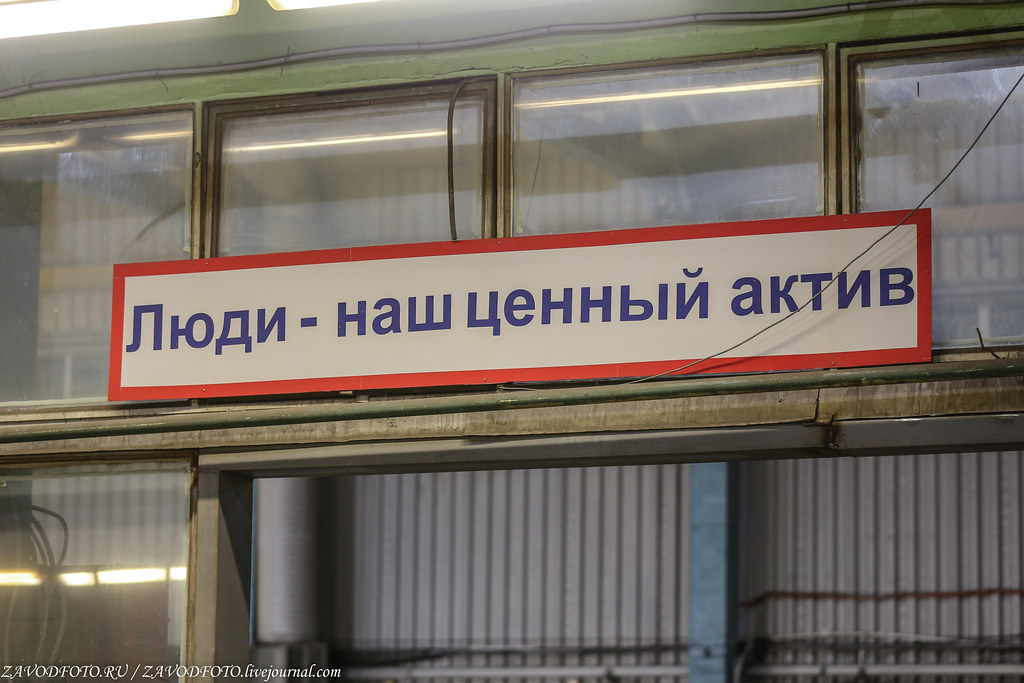 Люди - наш ценный актив
ZAVODFOTO.RU / ZAVODFOTO.livejournal.com